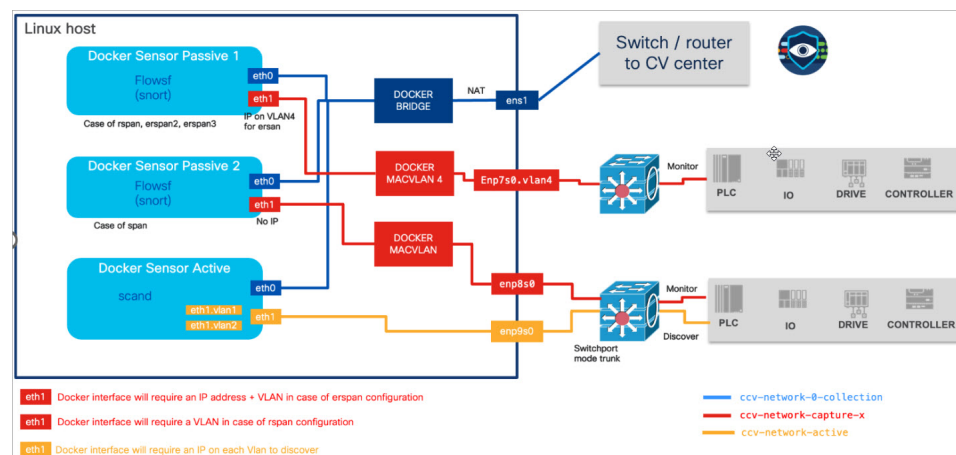 Linux host
Docker Sensor Passive 1
Flowsf
(snort)
eth0
eth1
Case of rspan, erspan2, erspan3
IP on VLAN4
for ersan
DOCKER
BRIDGE
NAT
ens1
Switch / router
to CV center
Docker Sensor Passive 2
Flowsf
(snort)
eth0
eth1
Case of span
No IP
DOCKER
MACVLAN 4
Enp7s0.vlan4
Monitor
PLC
IO
DRIVE
CONTROLLER
DOCKER
MACVLAN
enp8s0
Docker Sensor Active
scand
eth0
eth1.vlan1
eth1.vlan2
eth1
enp9s0
Switchport
mode trunk
Monitor
Discover
PLC
IO
DRIVE
CONTROLLER
eth1 Docker interface will require an IP address + VLAN in case of erspan configuration
eth1 Docker interface will require a VLAN in case of rspan configuration
eth1 Docker interface will require an IP on each Vlan to discover
ccv-network-0-collection
ccv-network-capture-x
ccv-network-active